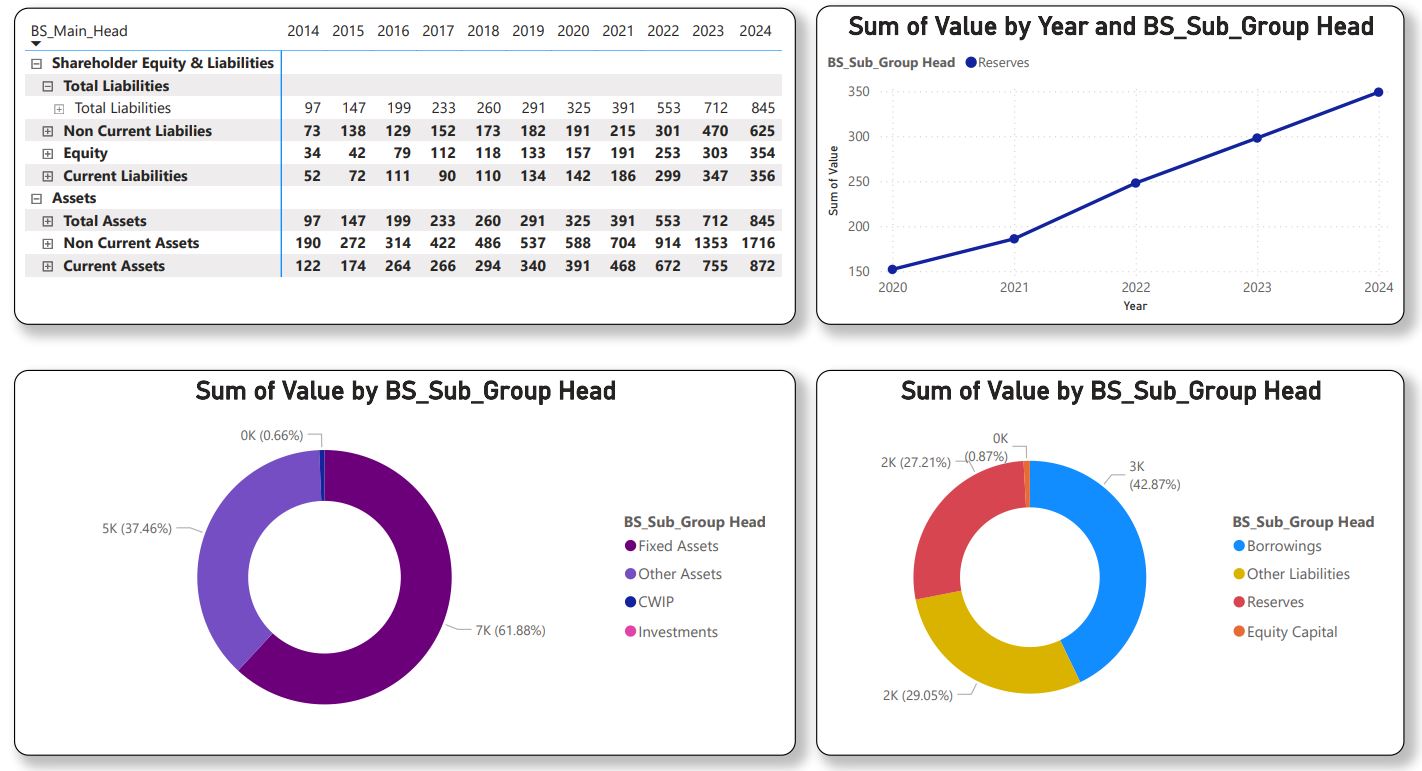 BS_Main_Head 2014 2015 2016 2017 2018 2019 2020 2021 2022 2023 2024
Shareholder Equity & Liabilities
Total Liabilities
Total Liabilities 97 147 199 233 260 291 325 391 553 712 845
Non Current Liabilies 73 138 129 152 173 182 191 215 301 470 625
Equity 34 42 79 112 118 133 157 191 253 303 354
Current Liabilities 52 72 111 90 110 134 142 186 299 347 356
Assets
Total Assets 97 147 199 233 260 291 325 391 553 712 845
Non Current Assets 190 272 314 422 486 537 588 704 914 1353 1716
Current Assets 122 174 264 266 294 340 391 468 672 755 872
Sum of Value by Year and BS_Sub_Group Head
BS_Sub_Group Head Reserves
Sum of Value
350
300
250
200
150
2020 2021 2022 2023 2024
Year
Sum of Value by BS_Sub_Group Head
0K (0.66%)
5K (37.46%)
7K (61.88%)
BS_Sub_Group Head
Fixed Assets
Other Assets
CWIP
Investments
Sum of Value by BS_Sub_Group Head
0K
(0.87%)
2K (27.21%)
3K
(42.87%)
2K (29.05%)
BS_Sub_Group Head
Borrowings
Other Liabilities
Reserves
Equity Capital